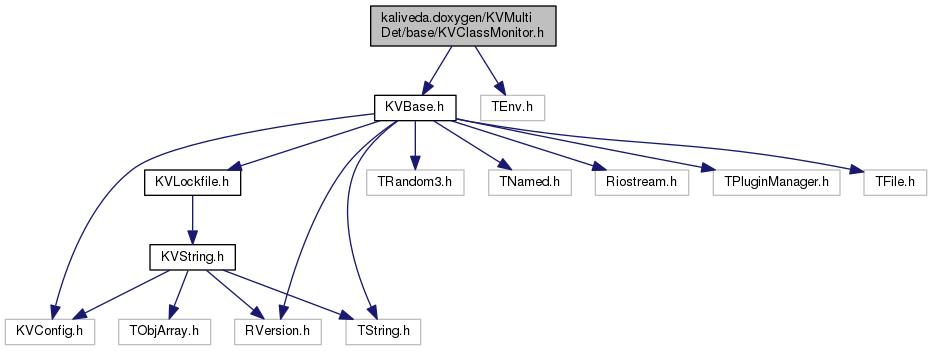 kaliveda.doxygen/KVMulti
Det/base/KVClassMonitor.h
KVBase.h
TEnv.h
KVLockfile.h
TRandom3.h
TNamed.h
Riostream.h
TPluginManager.h
TFile.h
KVString.h
KVConfig.h
TObjArray.h
RVersion.h
TString.h